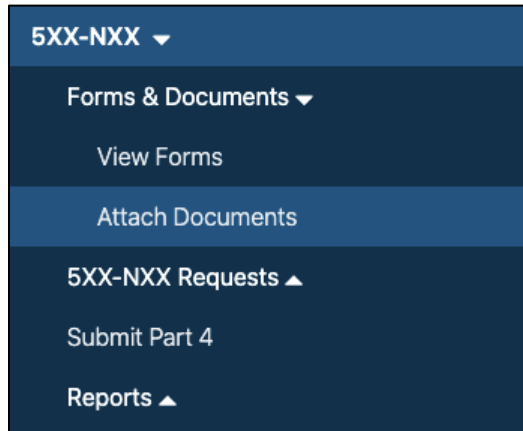 5XX-NXX
Forms & Documents
View Forms
Attach Documents
5XX-NXX Requests
Submit Part 4
Reports